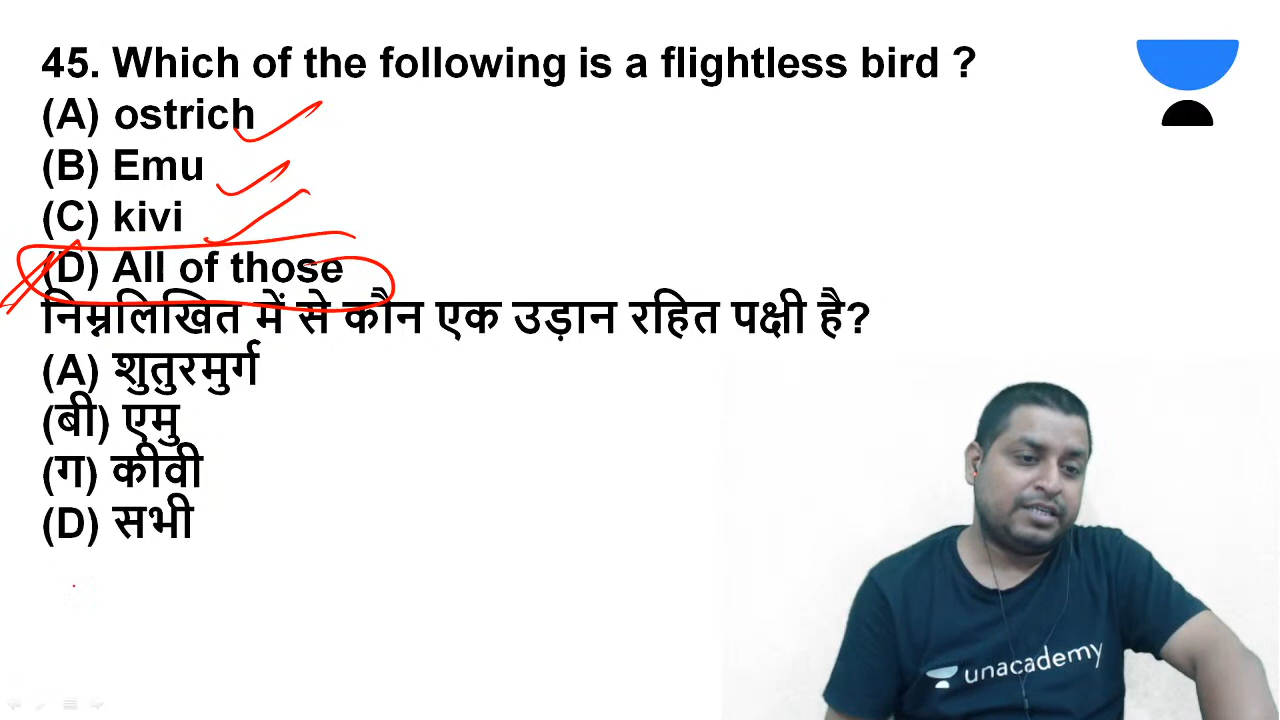 45. Which of the following is a flightless bird ?
(A) ostrich
(B) Emu
(C) kivi
(D) All of those
निम्नलिखित में से कौन एक उड़ान रहित पक्षी है?
(A) शुतुरमुर्ग
(बी) एमु
(ग) कीवी
(D) सभी
unacademy